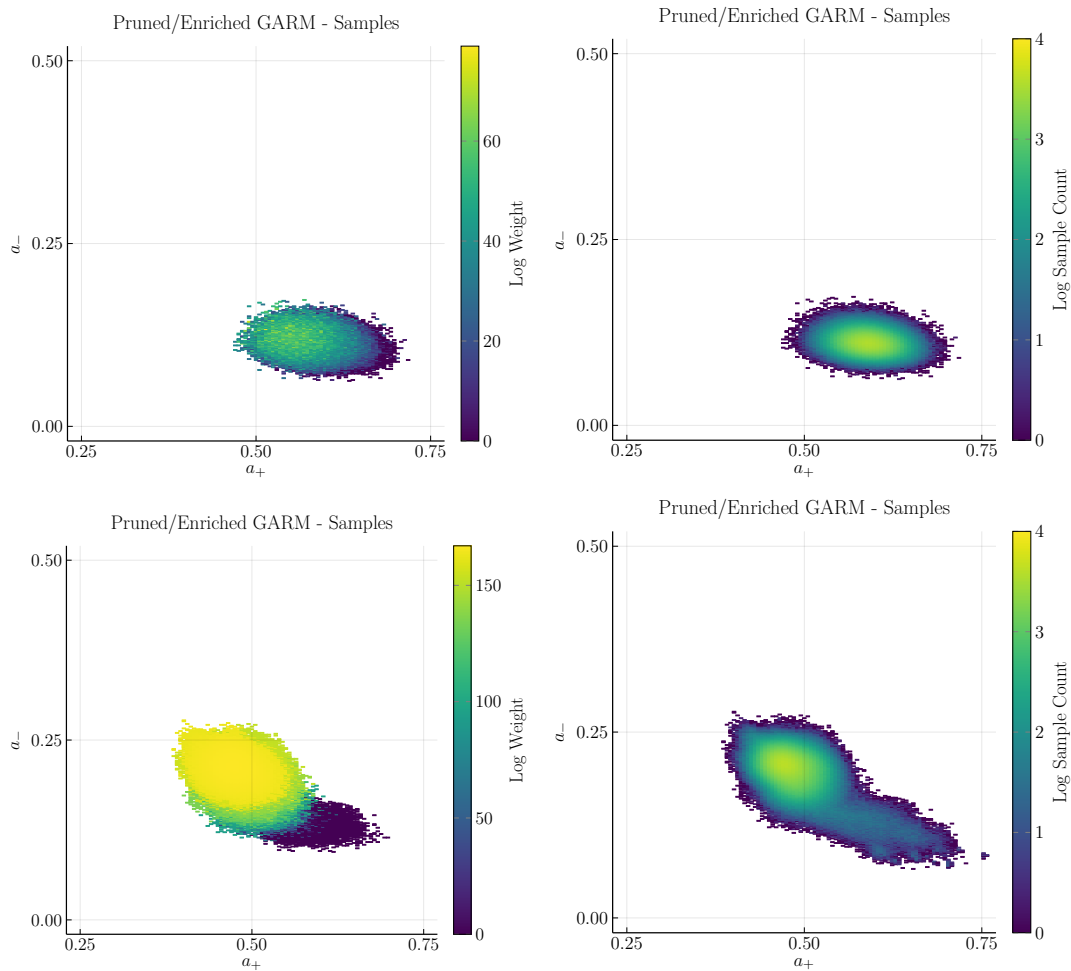 Pruned/Enriched GARM - Samples
0.50
0.25
0.00
a₋
0.25
0.50
0.75
a₊
60
40
20
0
Log Weight
Pruned/Enriched GARM - Samples
0.50
0.25
0.00
a₋
0.25
0.50
0.75
a₊
4
3
2
1
0
Log Sample Count
Pruned/Enriched GARM - Samples
0.50
0.25
0.00
a₋
0.25
0.50
0.75
a₊
150
100
50
0
Log Weight
Pruned/Enriched GARM - Samples
0.50
0.25
0.00
a₋
0.25
0.50
0.75
a₊
4
3
2
1
0
Log Sample Count